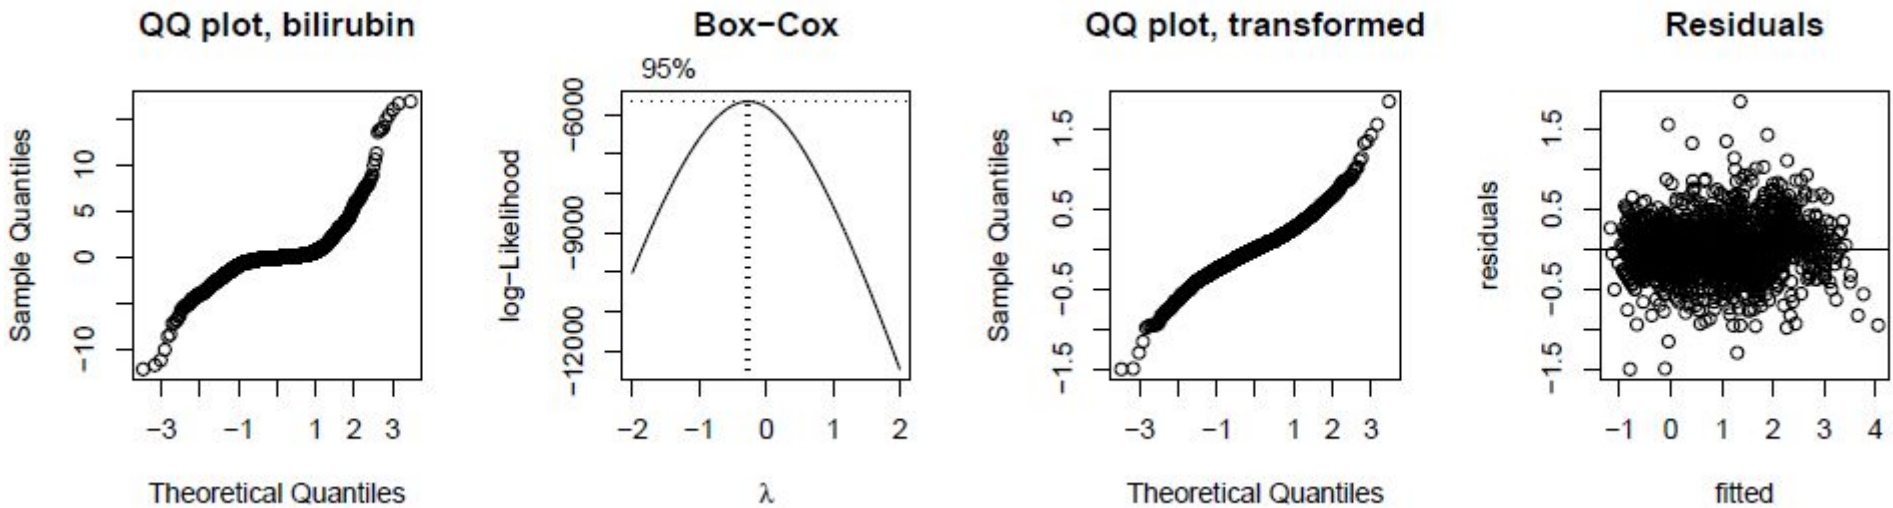 QQ plot, bilirubin
Sample Quantiles
10
5
0
−10
−3 −1 1 2 3
Theoretical Quantiles
Box−Cox
95%
log−Likelihood
−6000
−9000
−12000
−2 −1 0 1 2
λ
QQ plot, transformed
Sample Quantiles
1.5
0.5
−0.5
−1.5
−3 −1 1 2 3
Theoretical Quantiles
Residuals
residuals
1.5
0.5
−0.5
−1.5
−1 0 1 2 3 4
fitted